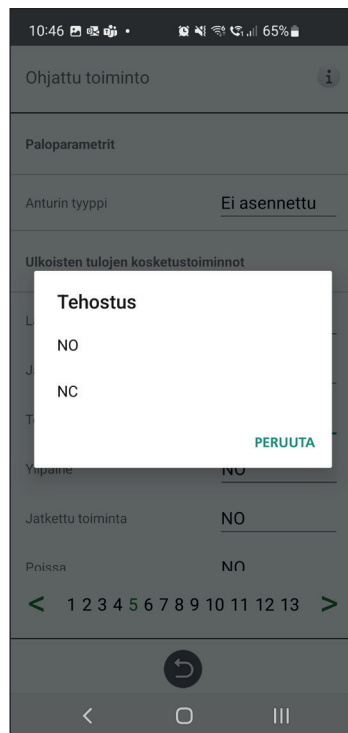 10:46 65%
Ohjattu toiminto i
Paloparametrit
Anturin tyyppi Ei asennettu
Ulkoisten tulojen kosketustoiminnot
Tehostus
NO
NC
PERUUTA
Ylipaine NO
Jatkettu toiminta NO
Poissa NO
< 1 2 3 4 5 6 7 8 9 10 11 12 13 >